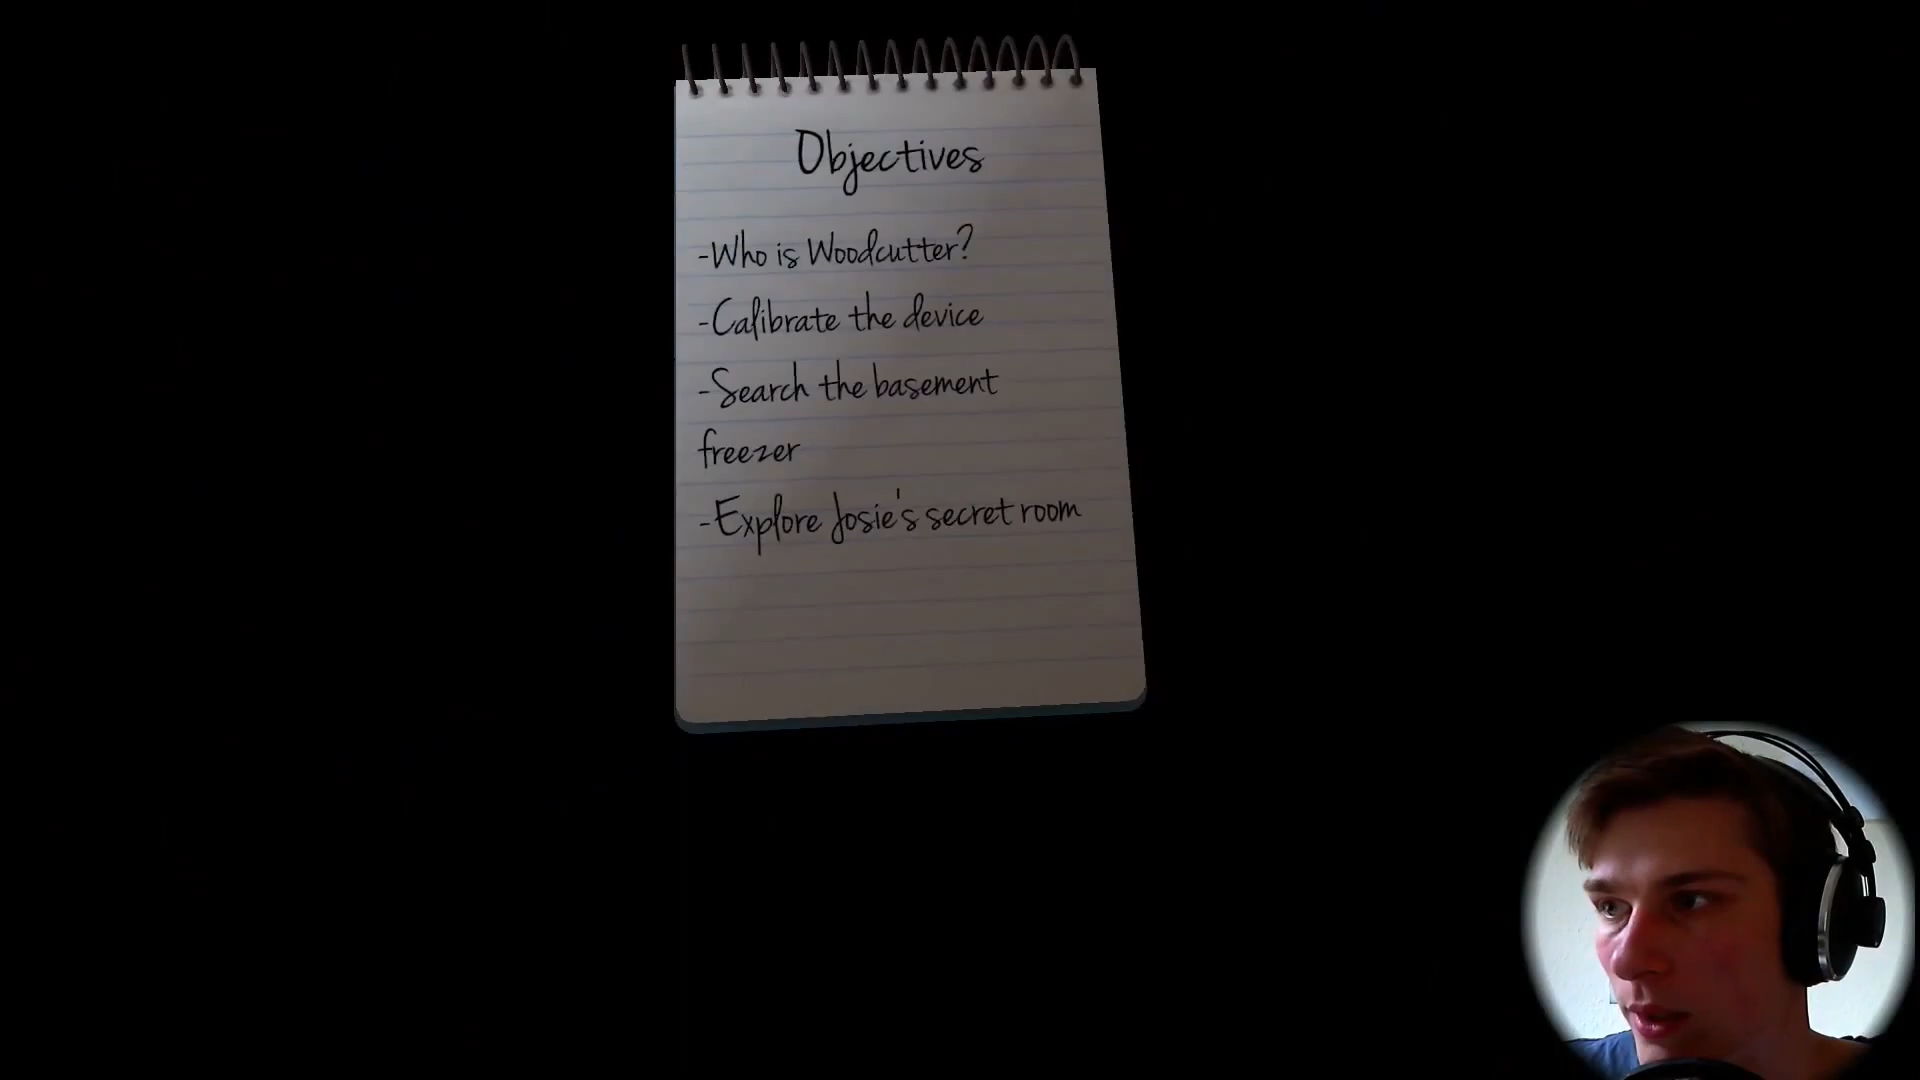 Objectives
-Who is Woodcutter?
-Calibrate the device
-Search the basement
freezer
-Explore Josie's secret room